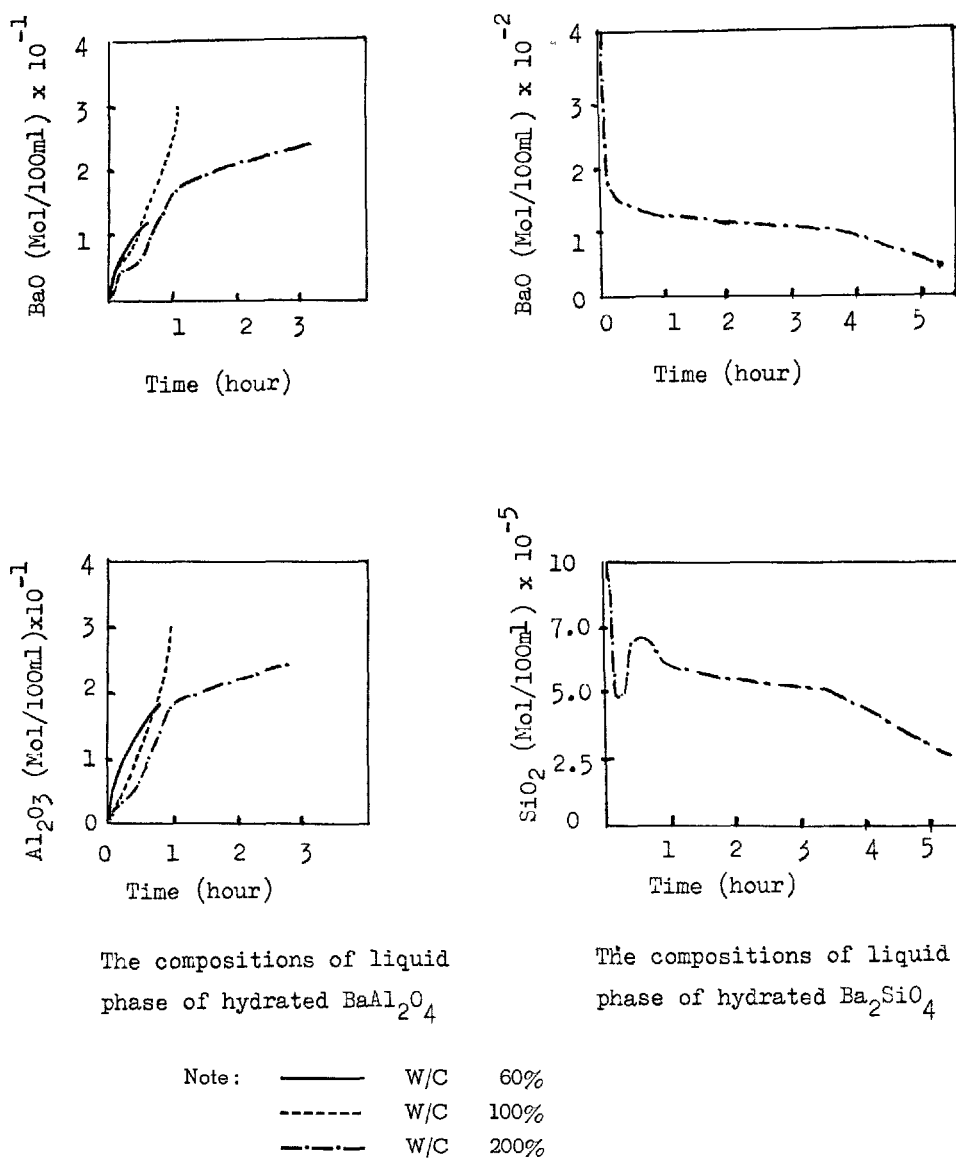 BaO (Mol/100ml) x 10^-1
4
3
2
1
0
1 2 3
Time (hour)
BaO (Mol/100ml) x 10^-2
4
2
1
0
0 1 2 3 4 5
Time (hour)
Al2O3 (Mol/100ml) x10^-1
4
3
2
1
0
0 1 2 3
Time (hour)
The compositions of liquid
phase of hydrated BaAl2O4
SiO2 (Mol/100ml) x 10^-5
10
7.0
5.0
2.5
0
1 2 3 4 5
Time (hour)
The compositions of liquid
phase of hydrated Ba2SiO4
Note: W/C 60%
W/C 100%
W/C 200%